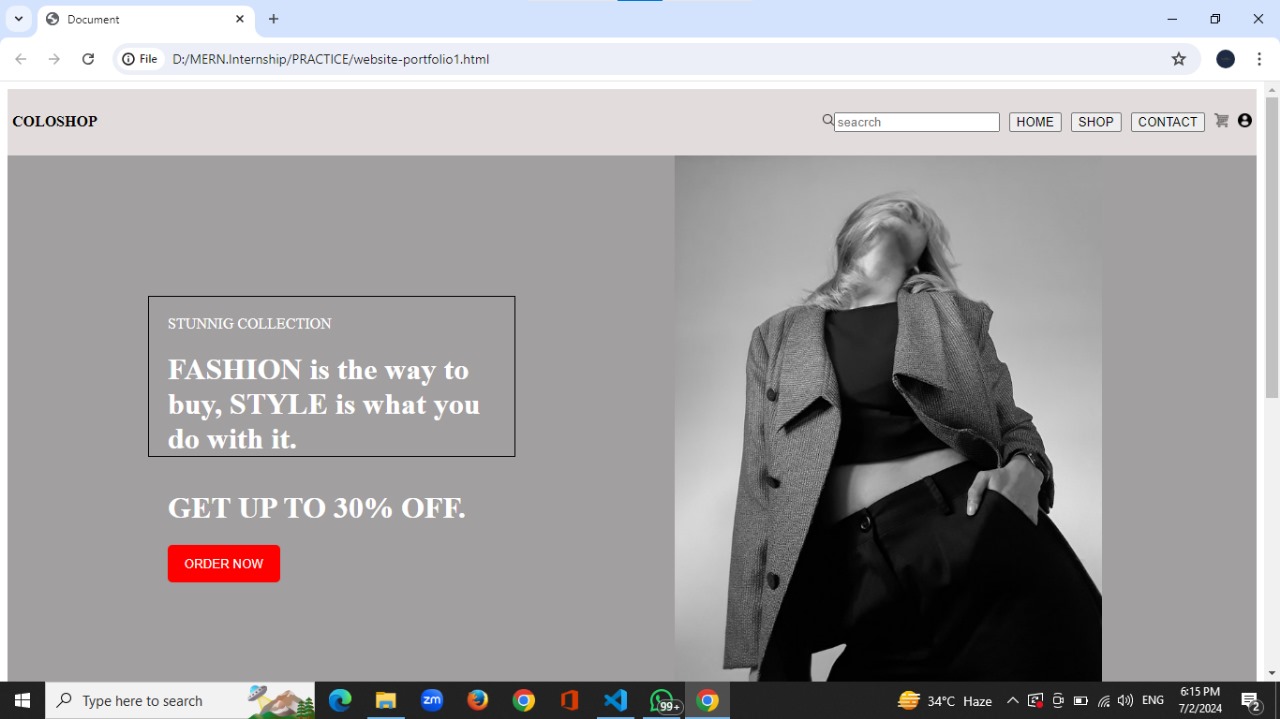 Document
File
D:/MERN.Internship/PRACTICE/website-portfolio1.html
COLOSHOP
seacrch
HOME
SHOP
CONTACT
STUNNIG COLLECTION
FASHION is the way to
buy, STYLE is what you
do with it.
GET UP TO 30% OFF.
ORDER NOW
Type here to search
zm
99+
34°C Haze
ENG
6:15 PM
7/2/2024
2